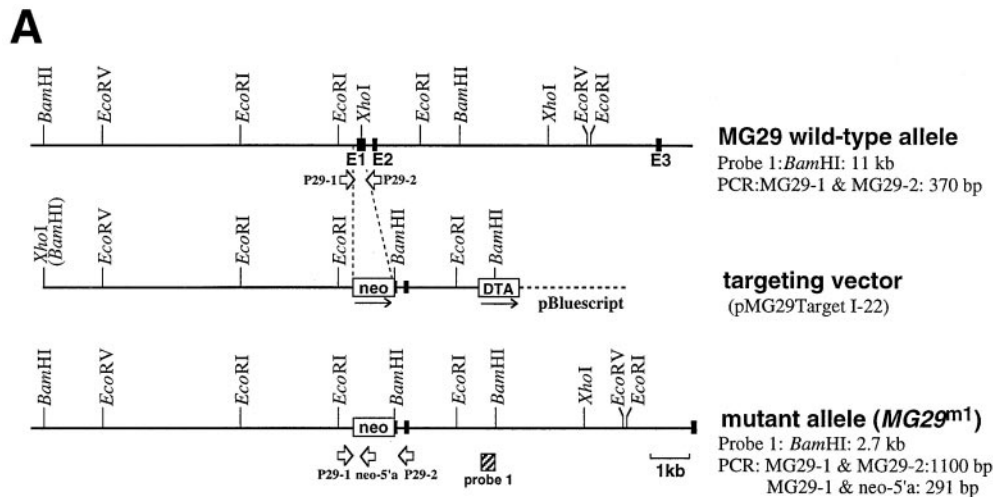 A
BamHI EcoRV EcoRI EcoRI XhoI EcoRI BamHI XhoI EcoRV EcoRI
MG29 wild-type allele
E1 E2 E3
Probe 1:BamHI: 11 kb
P29-1 P29-2
PCR:MG29-1 & MG29-2: 370 bp
XhoI (BamHI) EcoRV EcoRI EcoRI BamHI EcoRI BamHI
neo DTA
targeting vector
pBluescript
(pMG29Target I-22)
BamHI EcoRV EcoRI EcoRI BamHI EcoRI BamHI XhoI EcoRV EcoRI
neo
mutant allele (MG29m1)
Probe 1: BamHI: 2.7 kb
P29-1 neo-5'a P29-2
probe 1
1kb
PCR: MG29-1 & MG29-2:1100 bp
MG29-1 & neo-5'a: 291 bp